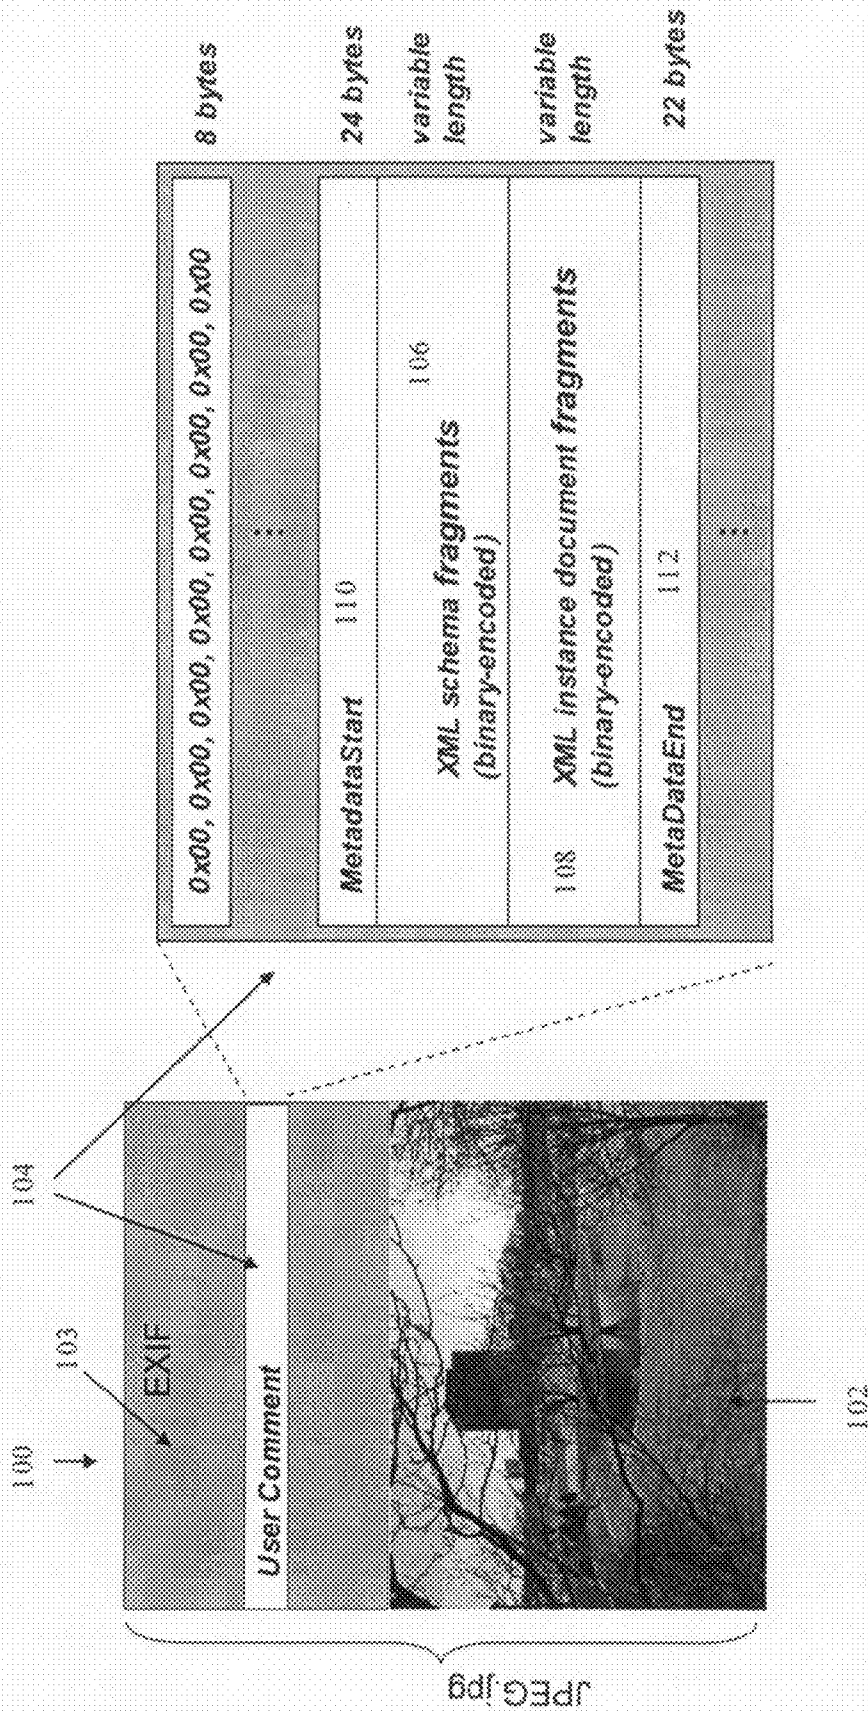 100
103
104
EXIF
User Comment
JPEG.jpg
102
0x00, 0x00, 0x00, 0x00, 0x00, 0x00, 0x00, 0x00
8 bytes
⋮
MetadataStart 110
24 bytes
106
XML schema fragments
(binary-encoded)
variable
length
108 XML instance document fragments
(binary-encoded)
variable
length
MetaDataEnd 112
22 bytes
⋮